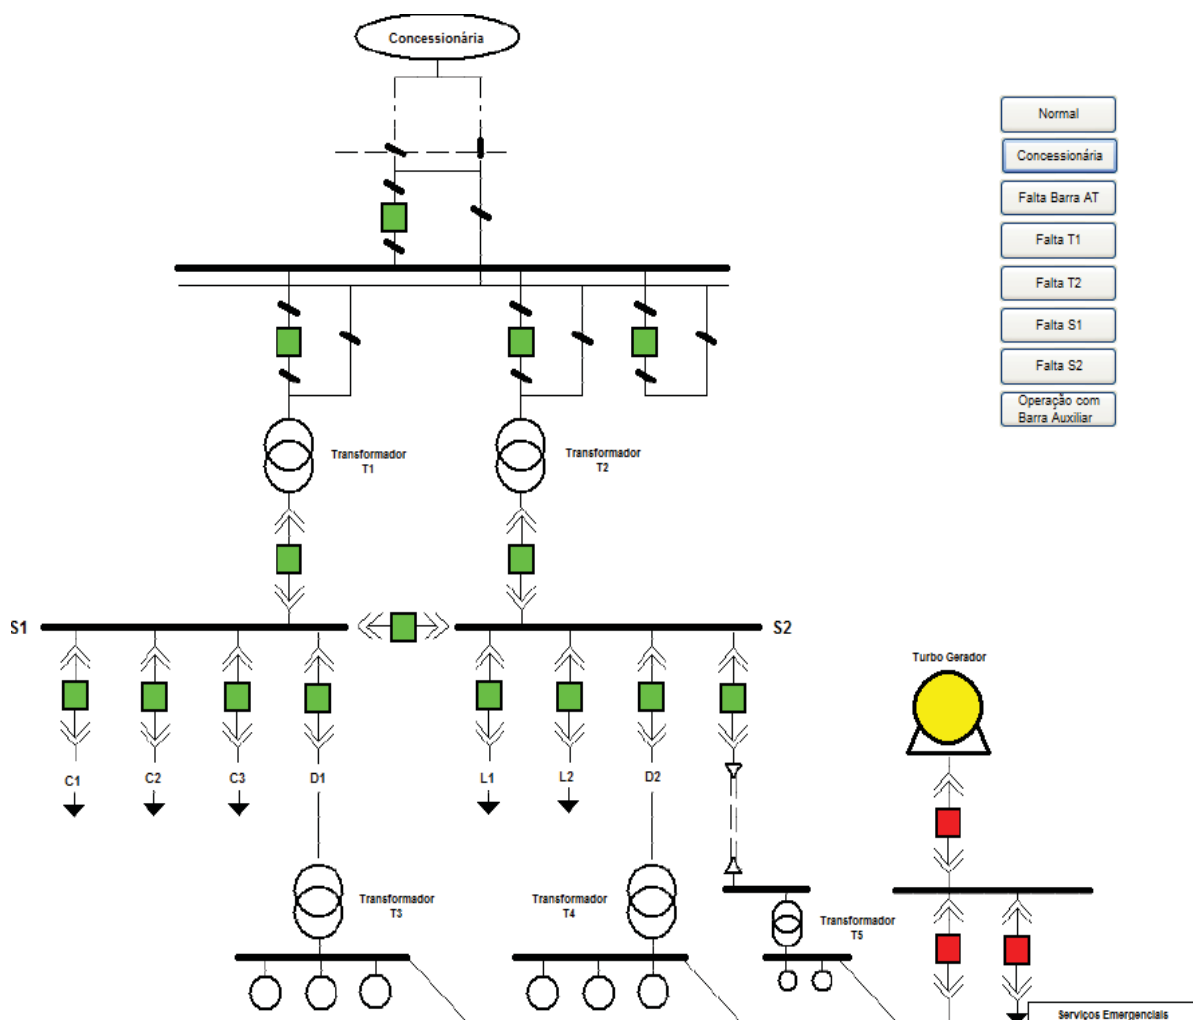 Concessionária
Normal
Concessionária
Falta Barra AT
Falta T1
Falta T2
Falta S1
Falta S2
Operação com
Barra Auxiliar
Transformador
T1
Transformador
T2
S1
S2
Turbo Gerador
C1
C2
C3
D1
L1
L2
D2
Transformador
T3
Transformador
T4
Transformador
T5
Serviços Emergenciais